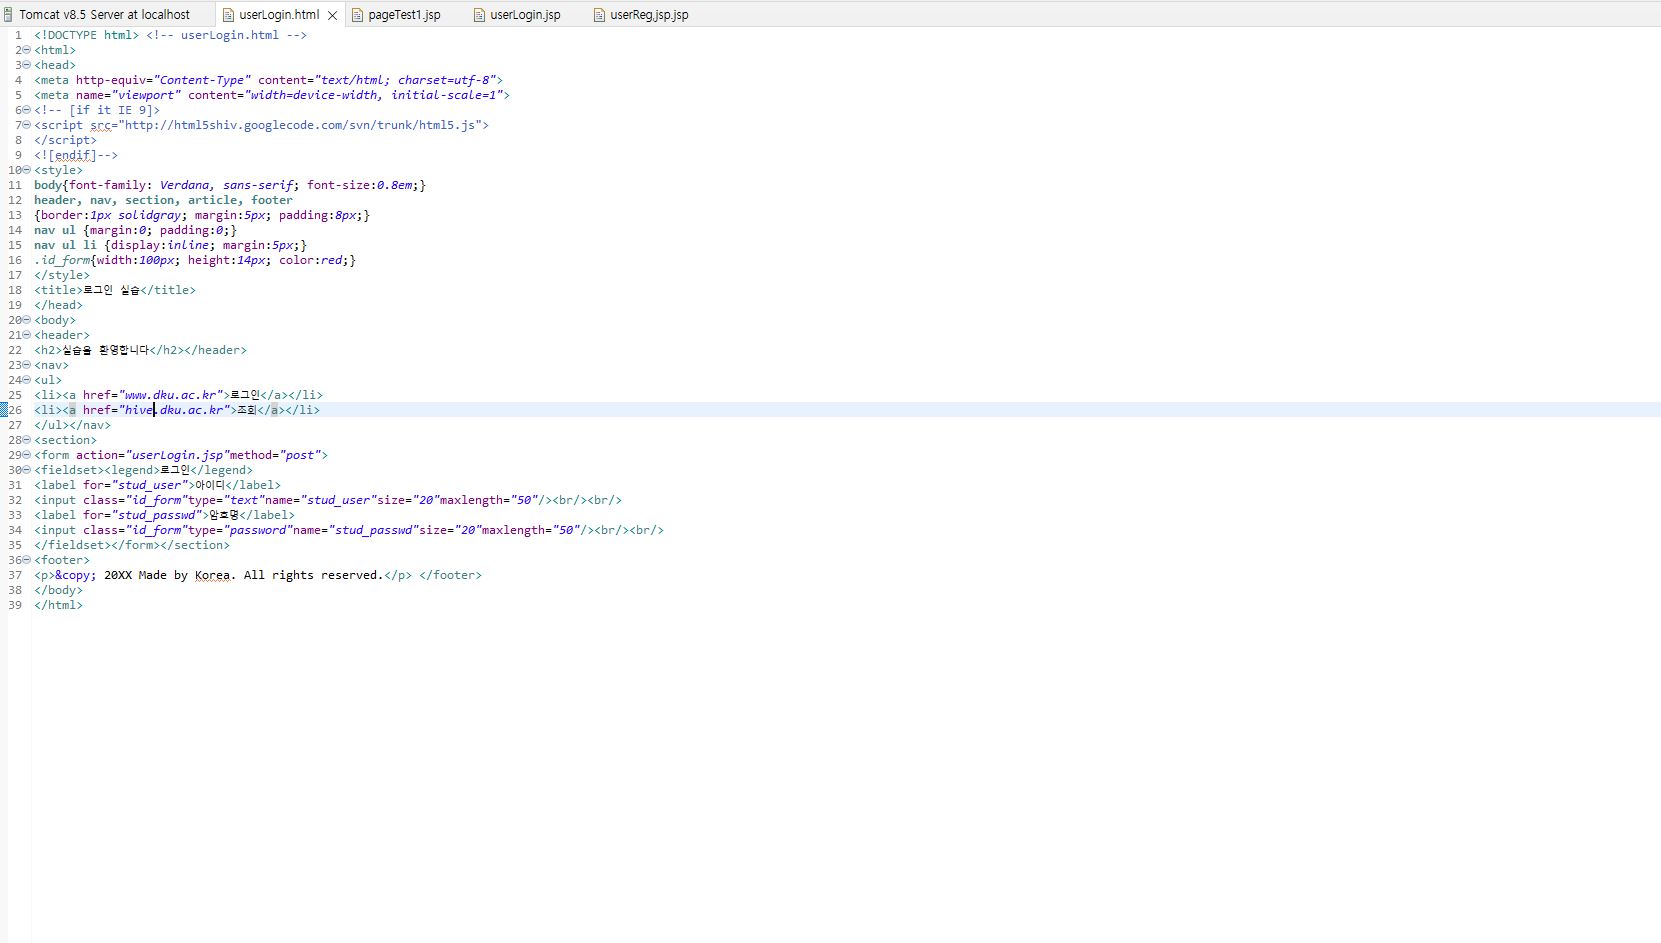 Tomcat v8.5 Server at localhost userLogin.html pageTest1.jsp userLogin.jsp userReg,jsp.jsp
1 <!DOCTYPE html> <!-- userLogin.html -->
2 <html>
3 <head>
4 <meta http-equiv="Content-Type" content="text/html; charset=utf-8">
5 <meta name="viewport" content="width=device-width, initial-scale=1">
6 <!-- [if it IE 9]>
7 <script src="http://html5shiv.googlecode.com/svn/trunk/html5.js">
8 </script>
9 <![endif]-->
10 <style>
11 body{font-family: Verdana, sans-serif; font-size:0.8em;}
12 header, nav, section, article, footer
13 {border:1px solidgray; margin:5px; padding:8px;}
14 nav ul {margin:0; padding:0;}
15 nav ul li {display:inline; margin:5px;}
16 .id_form{width:100px; height:14px; color:red;}
17 </style>
18 <title>로그인 실습</title>
19 </head>
20 <body>
21 <header>
22 <h2>실습을 환영합니다</h2></header>
23 <nav>
24 <ul>
25 <li><a href="www.dku.ac.kr">로그인</a></li>
26 <li><a href="hive.dku.ac.kr">조회</a></li>
27 </ul></nav>
28 <section>
29 <form action="userLogin.jsp"method="post">
30 <fieldset><legend>로그인</legend>
31 <label for="stud_user">아이디</label>
32 <input class="id_form"type="text"name="stud_user"size="20"maxlength="50"/><br/><br/>
33 <label for="stud_passwd">암호명</label>
34 <input class="id_form"type="password"name="stud_passwd"size="20"maxlength="50"/><br/><br/>
35 </fieldset></form></section>
36 <footer>
37 <p>&copy; 20XX Made by Korea. All rights reserved.</p> </footer>
38 </body>
39 </html>